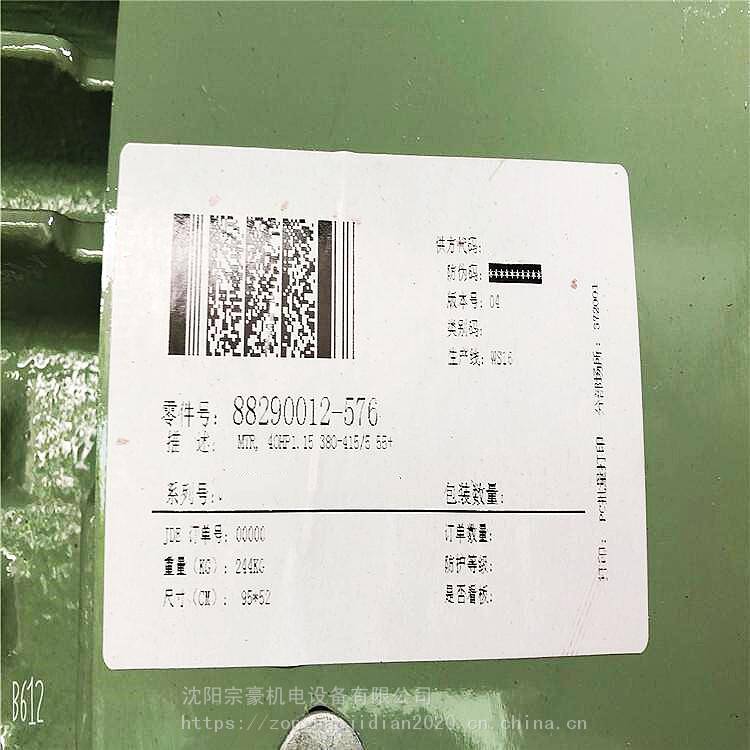 供方代码:
防伪码: **********
版本号: 04
类别码:
生产线: WS16
零件号: 88290012-576
描 述: MTR, 40HP1.15 380-415/5 55+
系列号:.
包装数量:
JDE 订单号: 00000
订单数量:
重量(KG): 244KG
防护等级:
尺寸(CM): 95*52
是否看板:
B612
沈阳宗豪机电设备有限公司